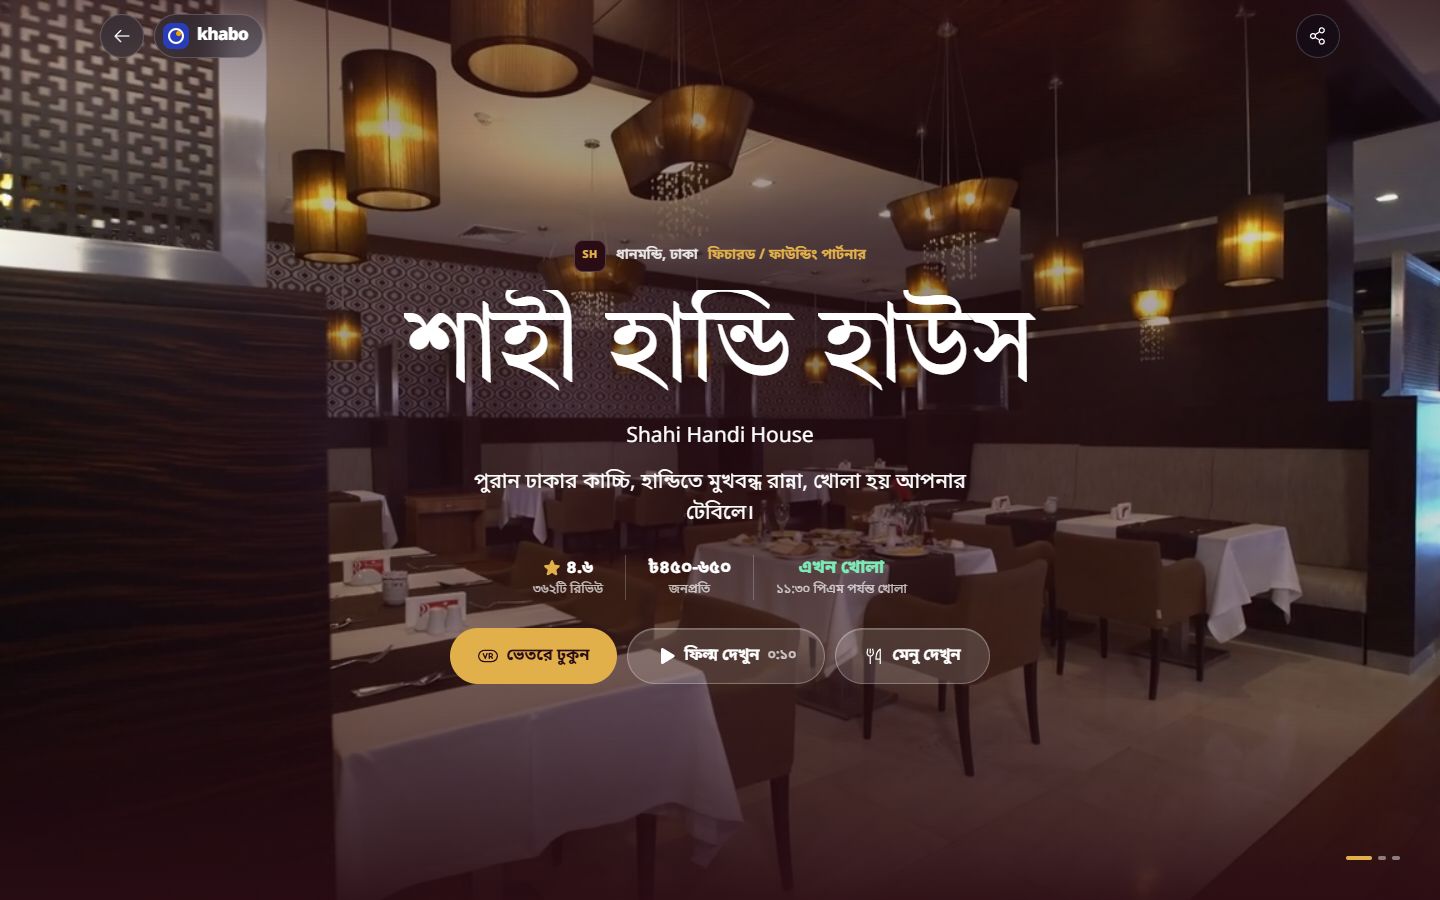 khabo
SH ধানমন্ডি, ঢাকা ফিচারড / ফাউন্ডিং পার্টনার
শাহী হান্ডি হাউস
Shahi Handi House
পুরান ঢাকার কাচ্চি, হান্ডিতে মুখবন্ধ রান্না, খোলা হয় আপনার
টেবিলে।
৪.৬ ৳৪৫০-৬৫০ এখন খোলা
৩৬২টি রিভিউ জনপ্রতি ১১:৩০ পিএম পর্যন্ত খোলা
VR ভেতরে ঢুকুন ফিল্ম দেখুন ০:১০ মেনু দেখুন